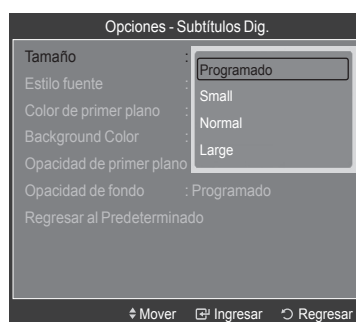 Opciones - Subtítulos Dig.
Tamaño :
Programado
Estilo fuente :
Small
Color de primer plano :
Normal
Background Color :
Large
Opacidad de primer plano
Opacidad de fondo : Programado
Regresar al Predeterminado
Mover Ingresar Regresar